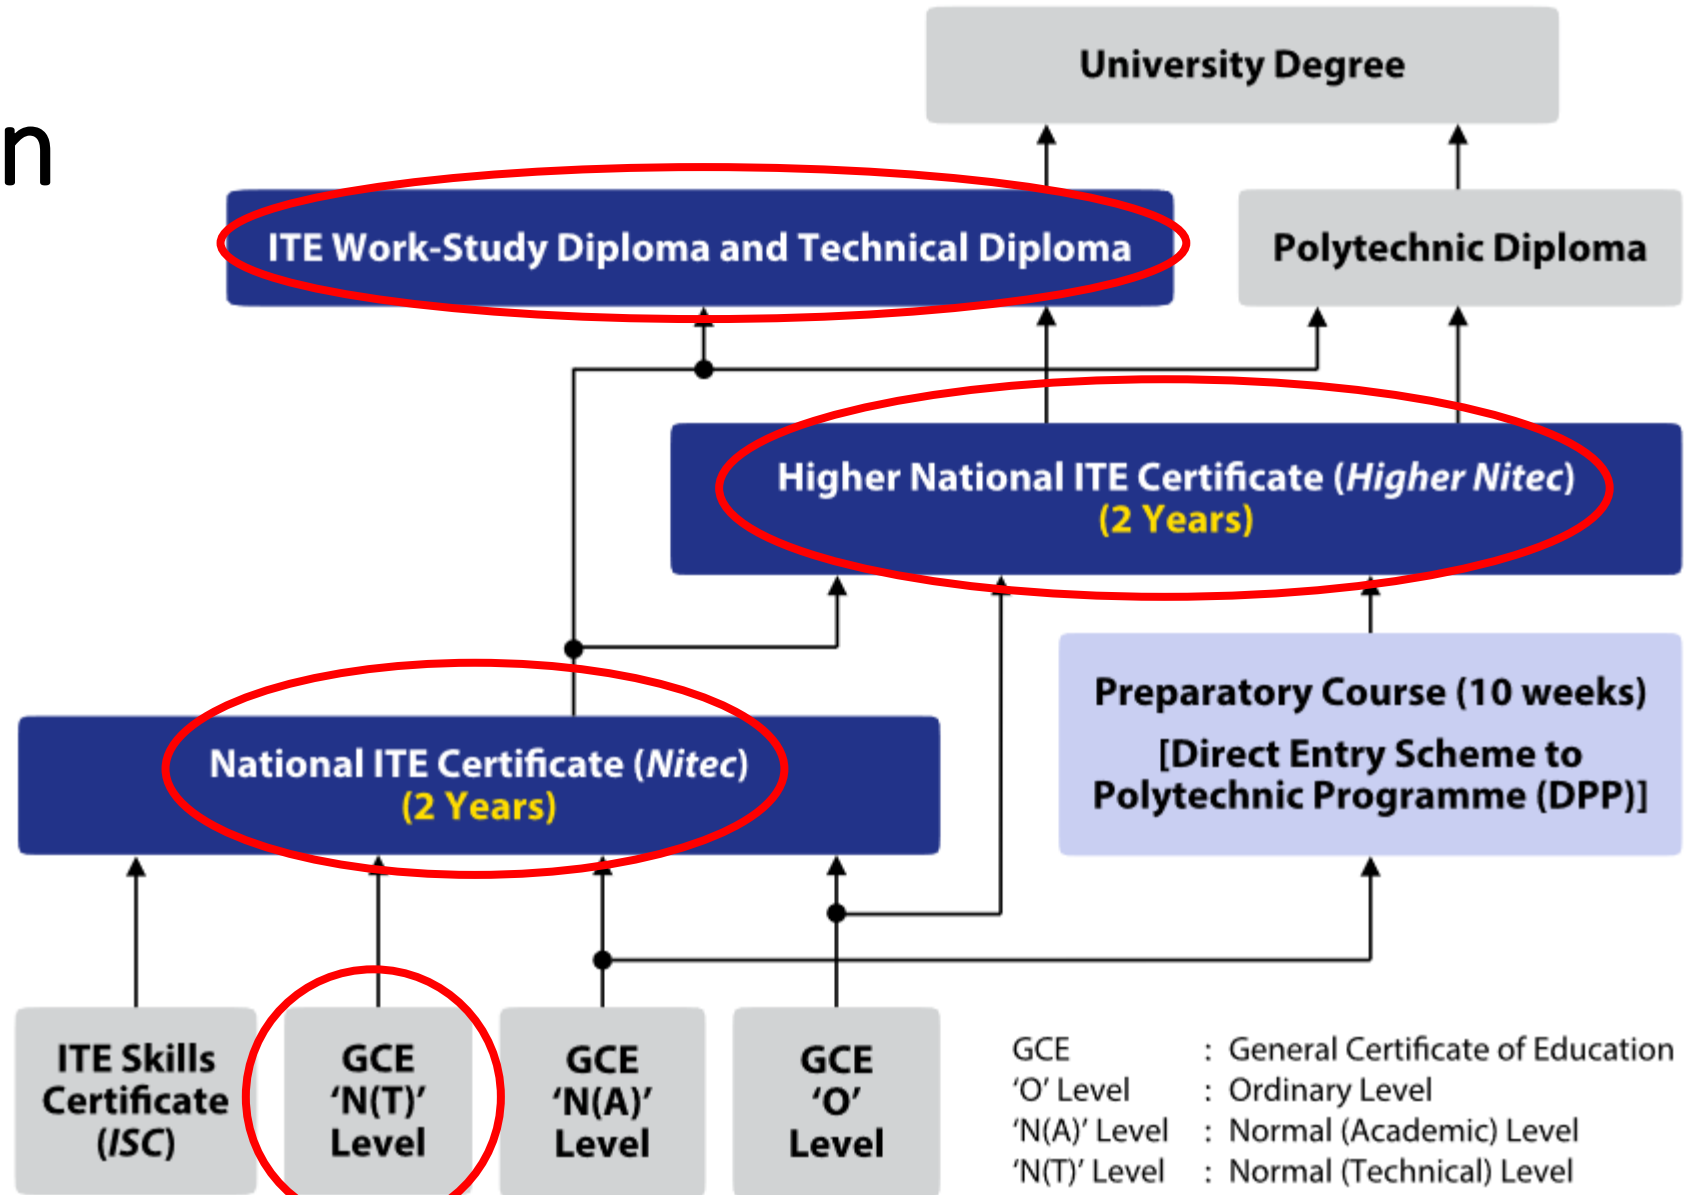 University Degree
n
ITE Work-Study Diploma and Technical Diploma
Polytechnic Diploma
Higher National ITE Certificate (Higher Nitec)
(2 Years)
Preparatory Course (10 weeks)
[Direct Entry Scheme to
Polytechnic Programme (DPP)]
National ITE Certificate (Nitec)
(2 Years)
ITE Skills
Certificate
(ISC)
GCE
‘N(T)’
Level
GCE
‘N(A)’
Level
GCE
‘O’
Level
GCE : General Certificate of Education
‘O’ Level : Ordinary Level
‘N(A)’ Level : Normal (Academic) Level
‘N(T)’ Level : Normal (Technical) Level